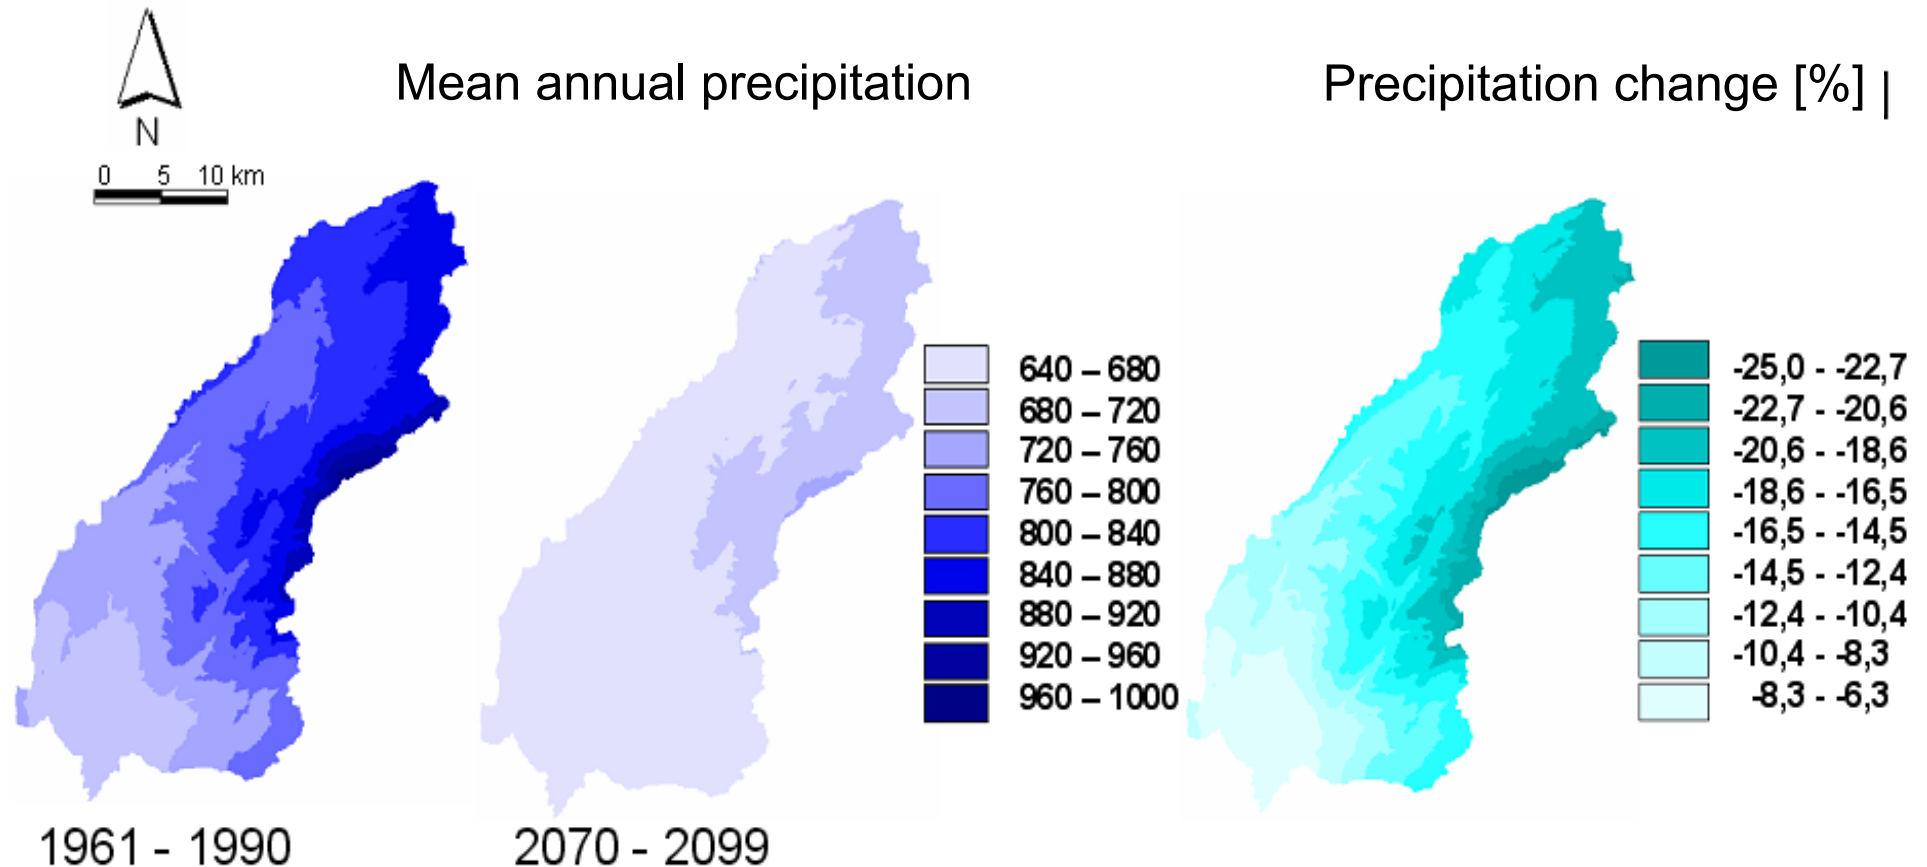 Mean annual precipitation
Precipitation change [%]
N
0 5 10 km
640 – 680
680 – 720
720 – 760
760 – 800
800 – 840
840 – 880
880 – 920
920 – 960
960 – 1000
-25,0 - -22,7
-22,7 - -20,6
-20,6 - -18,6
-18,6 - -16,5
-16,5 - -14,5
-14,5 - -12,4
-12,4 - -10,4
-10,4 - -8,3
-8,3 - -6,3
1961 - 1990
2070 - 2099